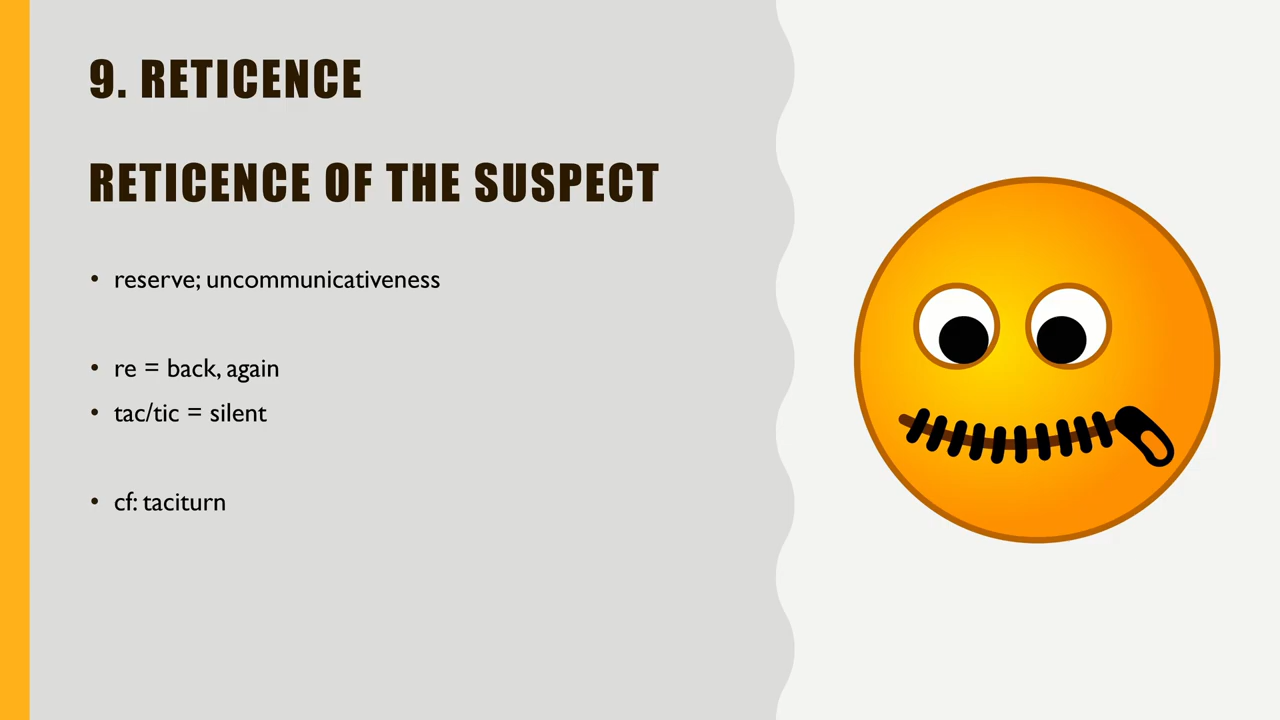 9. RETICENCE
RETICENCE OF THE SUSPECT
• reserve; uncommunicativeness
• re = back, again
• tac/tic = silent
• cf: taciturn